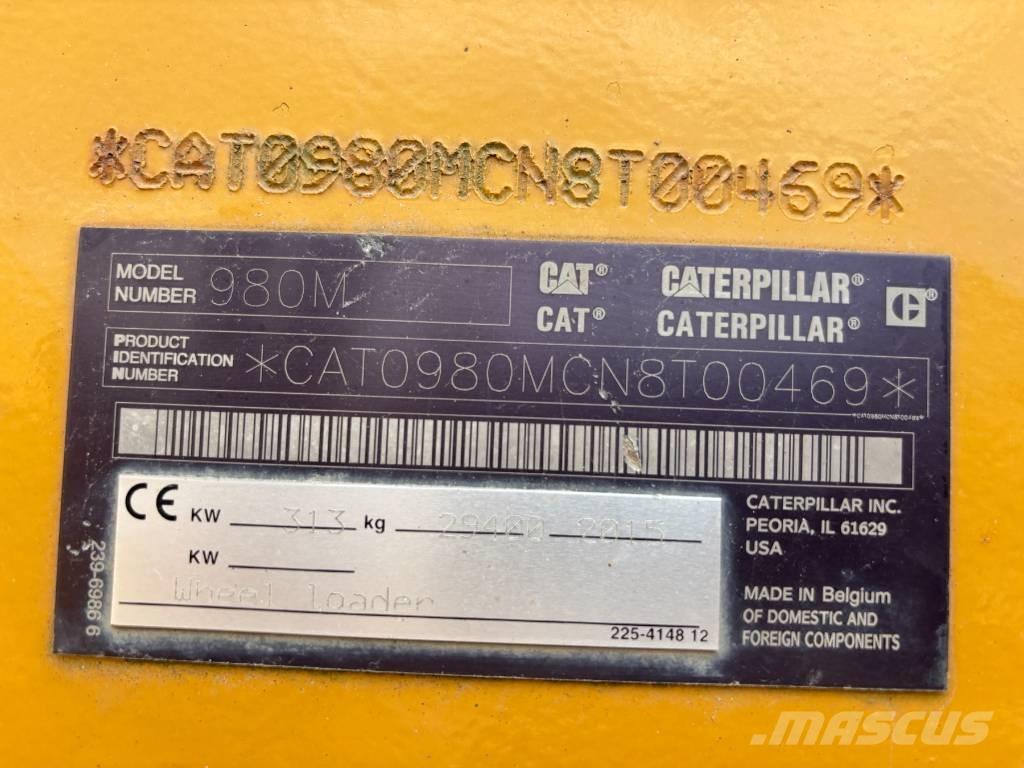 *CAT0980MCN8T00469*
MODEL NUMBER 980M
CAT® CATERPILLAR® C®
CAT® CATERPILLAR®
PRODUCT IDENTIFICATION NUMBER *CAT0980MCN8T00469*
*CAT0980MCN8T00469*
CE KW 313 kg 29400 2015
KW
Wheel loader
225-4148 12
239-6986 6
CATERPILLAR INC.
PEORIA, IL 61629
USA
MADE IN Belgium
OF DOMESTIC AND
FOREIGN COMPONENTS
MASCUS